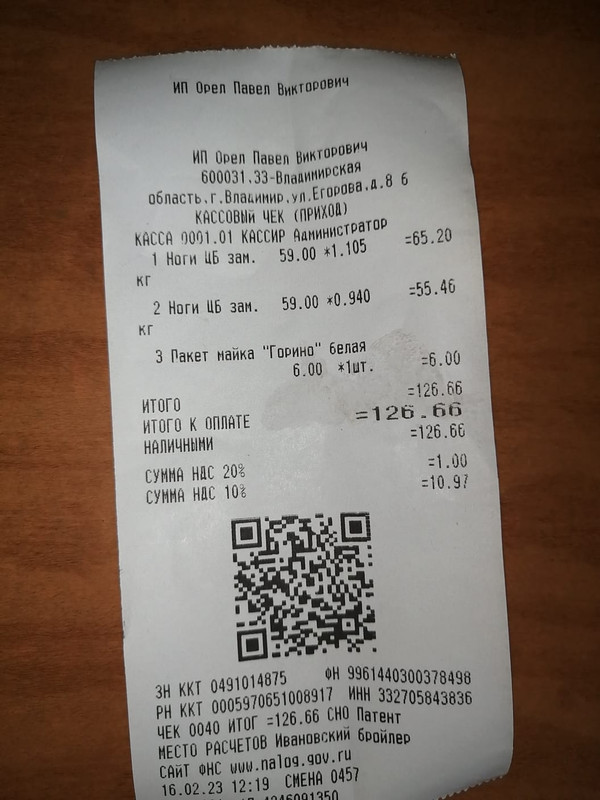 ИП Орел Павел Викторович
ИП Орел Павел Викторович
600031,33-Владимирская
область,г.Владимир,ул.Егорова,д.8 б
КАССОВЫЙ ЧЕК (ПРИХОД)
КАССА 0001.01 КАССИР Администратор
1 Ноги ЦБ зам. 59.00 *1.105 =65.20
кг
2 Ноги ЦБ зам. 59.00 *0.940 =55.46
кг
3 Пакет майка "Горино" белая
6.00 *1шт. =6.00
ИТОГО =126.66
ИТОГО К ОПЛАТЕ =126.66
НАЛИЧНЫМИ =126.66
СУММА НДС 20% =1.00
СУММА НДС 10% =10.97
ЗН ККТ 0491014875 ФН 9961440300378498
РН ККТ 0005970651008917 ИНН 332705843836
ЧЕК 0040 ИТОГ =126.66 СНО Патент
МЕСТО РАСЧЕТОВ Ивановский бройлер
САЙТ ФНС www.nalog.gov.ru
16.02.23 12:19 СМЕНА 0457